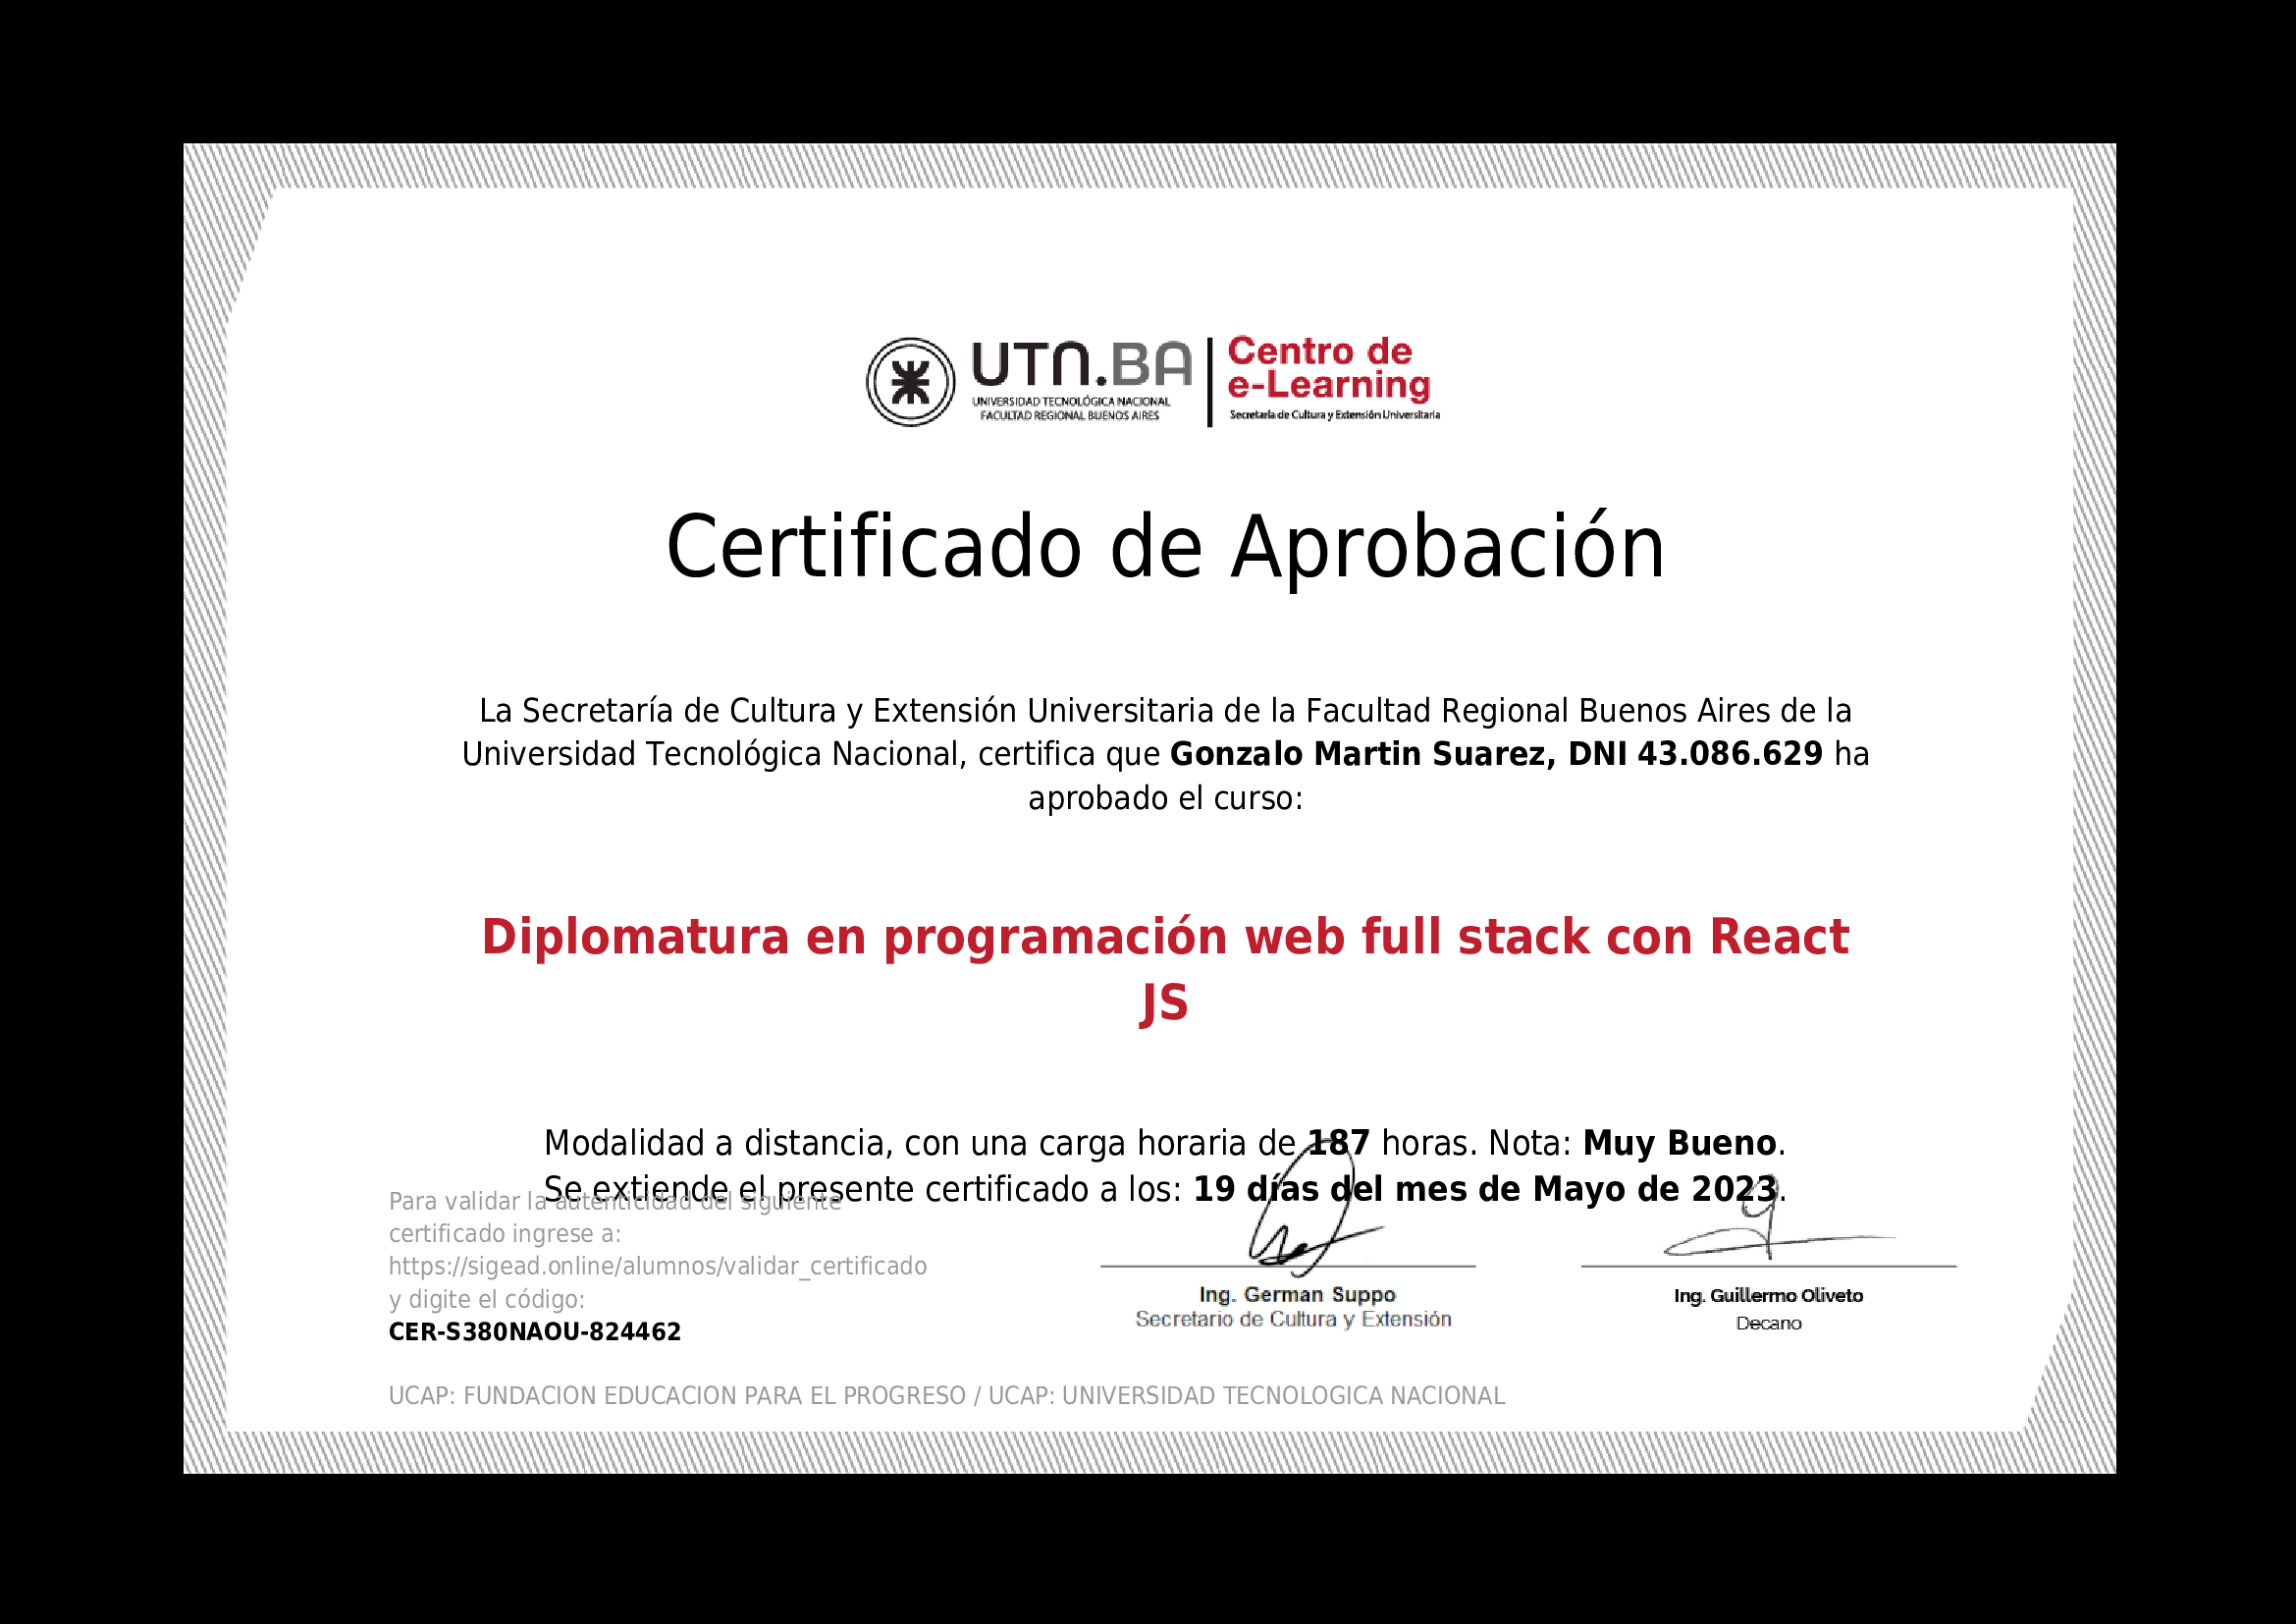 UTN.BA
UNIVERSIDAD TECNOLÓGICA NACIONAL
FACULTAD REGIONAL BUENOS AIRES
Centro de
e-Learning
Secretaría de Cultura y Extensión Universitaria
Certificado de Aprobación
La Secretaría de Cultura y Extensión Universitaria de la Facultad Regional Buenos Aires de la
Universidad Tecnológica Nacional, certifica que Gonzalo Martin Suarez, DNI 43.086.629 ha
aprobado el curso:
Diplomatura en programación web full stack con React
JS
Modalidad a distancia, con una carga horaria de 187 horas. Nota: Muy Bueno.
Se extiende el presente certificado a los: 19 días del mes de Mayo de 2023.
Para validar la autenticidad del siguiente
certificado ingrese a:
https://sigead.online/alumnos/validar_certificado
y digite el código:
CER-S380NAOU-824462
Ing. German Suppo
Secretario de Cultura y Extensión
Ing. Guillermo Oliveto
Decano
UCAP: FUNDACION EDUCACION PARA EL PROGRESO / UCAP: UNIVERSIDAD TECNOLOGICA NACIONAL